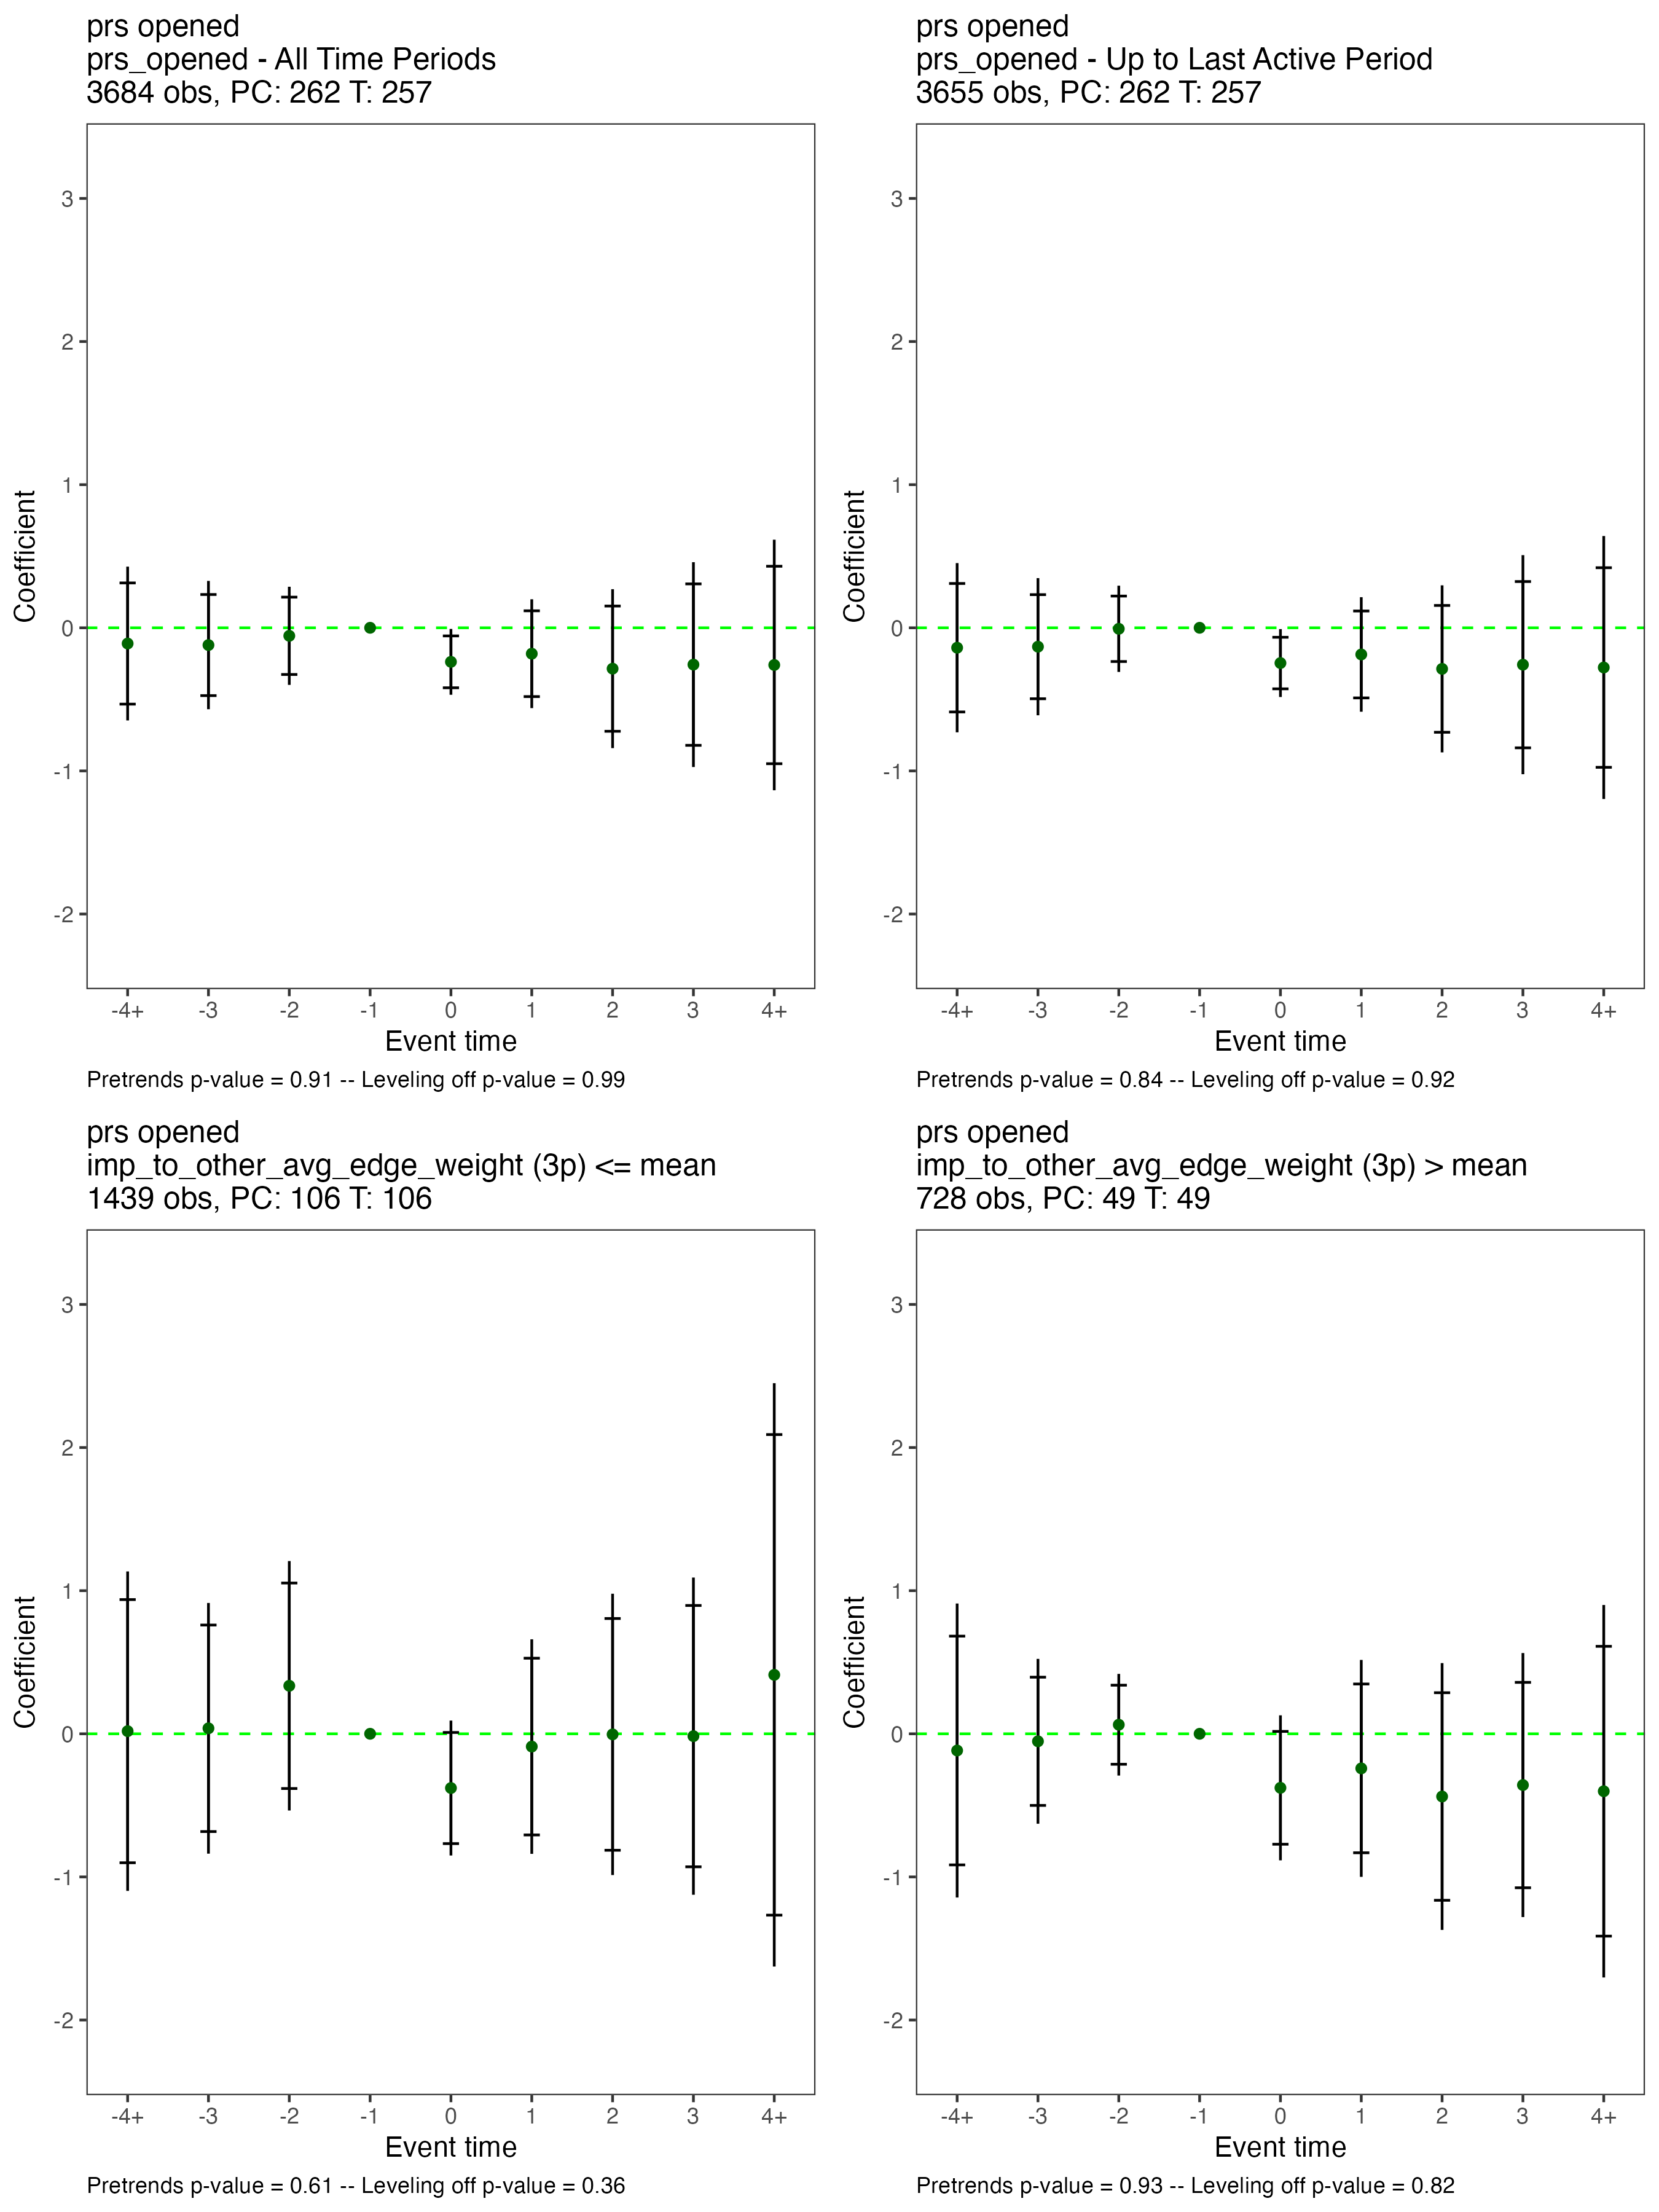 prs opened
prs_opened - All Time Periods
3684 obs, PC: 262 T: 257
3
2
1
0
-1
-2
Coefficient
-4+ -3 -2 -1 0 1 2 3 4+
Event time
Pretrends p-value = 0.91 -- Leveling off p-value = 0.99
prs opened
prs_opened - Up to Last Active Period
3655 obs, PC: 262 T: 257
3
2
1
0
-1
-2
Coefficient
-4+ -3 -2 -1 0 1 2 3 4+
Event time
Pretrends p-value = 0.84 -- Leveling off p-value = 0.92
prs opened
imp_to_other_avg_edge_weight (3p) <= mean
1439 obs, PC: 106 T: 106
3
2
1
0
-1
-2
Coefficient
-4+ -3 -2 -1 0 1 2 3 4+
Event time
Pretrends p-value = 0.61 -- Leveling off p-value = 0.36
prs opened
imp_to_other_avg_edge_weight (3p) > mean
728 obs, PC: 49 T: 49
3
2
1
0
-1
-2
Coefficient
-4+ -3 -2 -1 0 1 2 3 4+
Event time
Pretrends p-value = 0.93 -- Leveling off p-value = 0.82